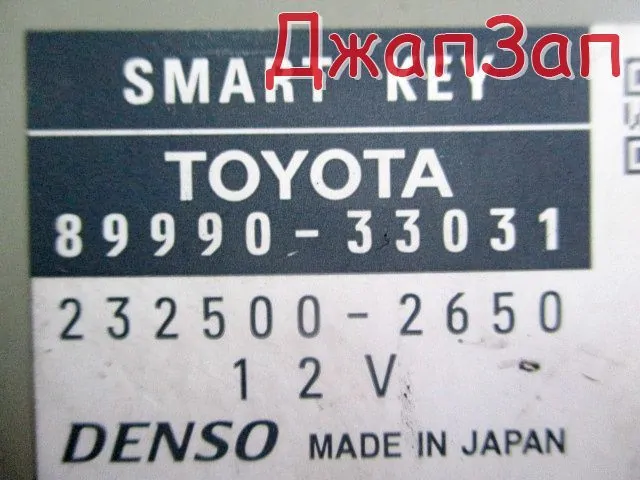 ДжапЗап
SMART KEY
TOYOTA
89990-33031
232500-2650
12V
DENSO MADE IN JAPAN